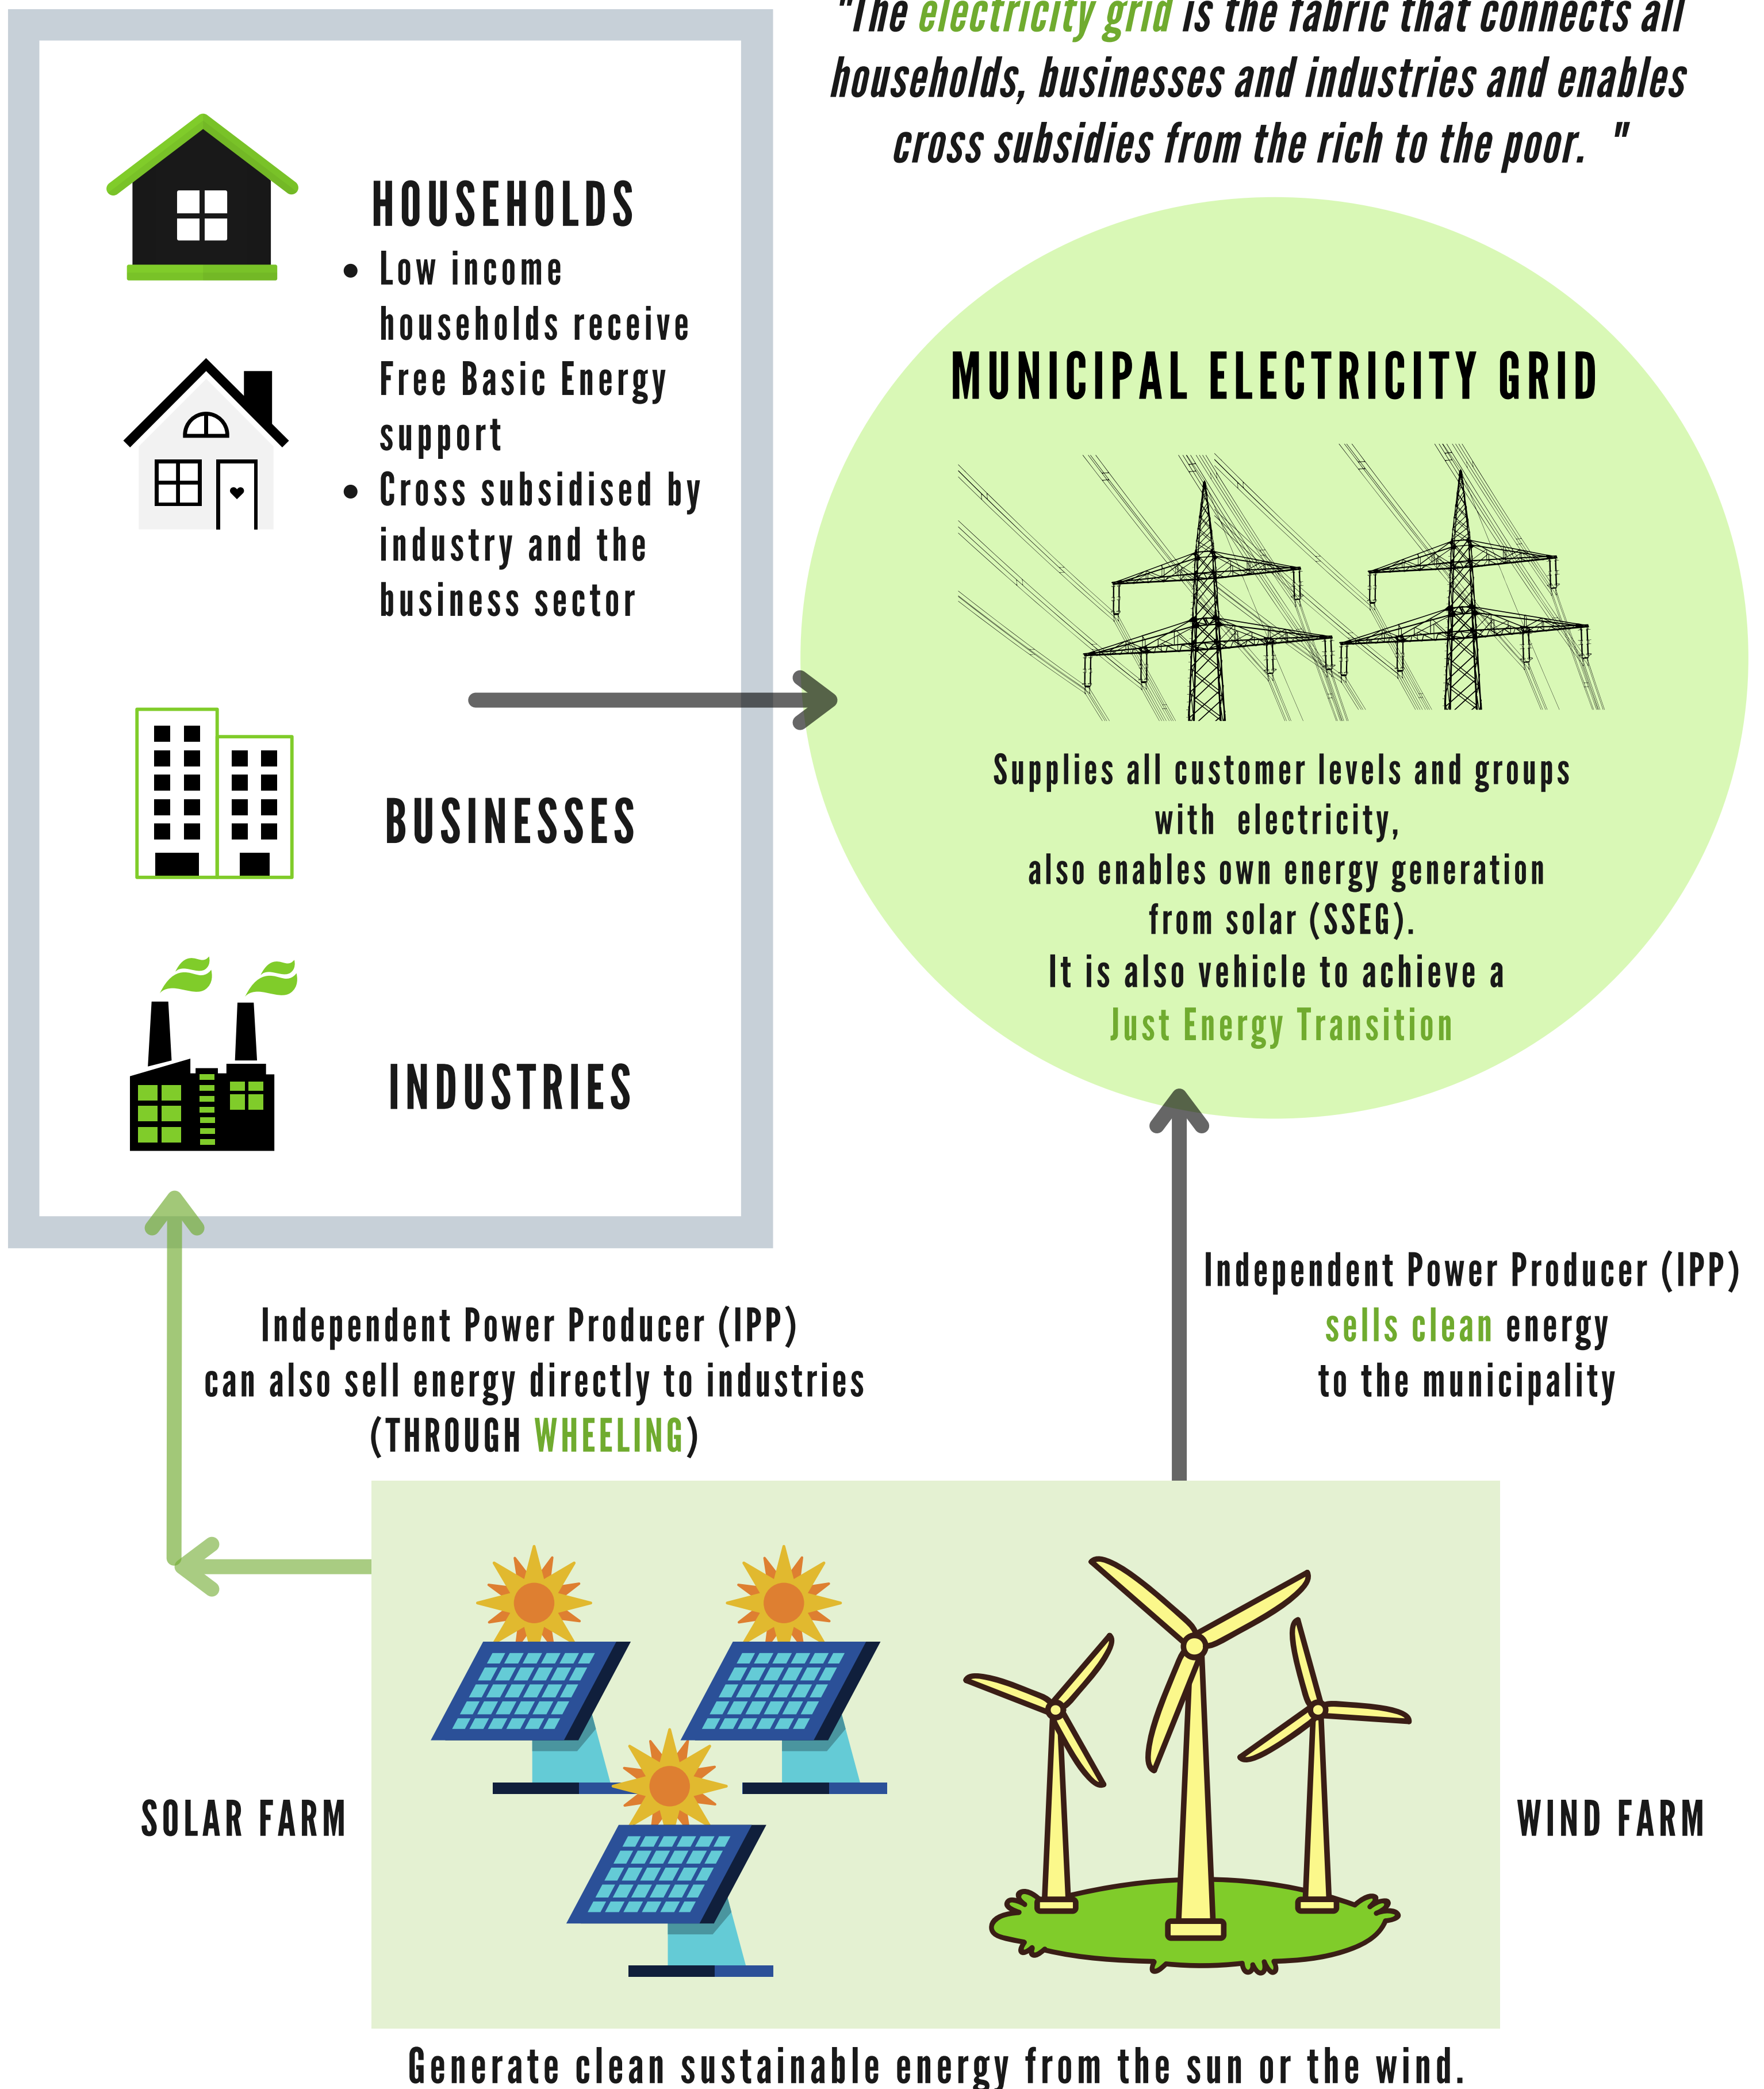 "The electricity grid is the fabric that connects all
households, businesses and industries and enables
cross subsidies from the rich to the poor. "
HOUSEHOLDS
• Low income
households receive
Free Basic Energy
support
• Cross subsidised by
industry and the
business sector
BUSINESSES
INDUSTRIES
MUNICIPAL ELECTRICITY GRID
Supplies all customer levels and groups
with electricity,
also enables own energy generation
from solar (SSEG).
It is also vehicle to achieve a
Just Energy Transition
Independent Power Producer (IPP)
can also sell energy directly to industries
(THROUGH WHEELING)
Independent Power Producer (IPP)
sells clean energy
to the municipality
SOLAR FARM
WIND FARM
Generate clean sustainable energy from the sun or the wind.